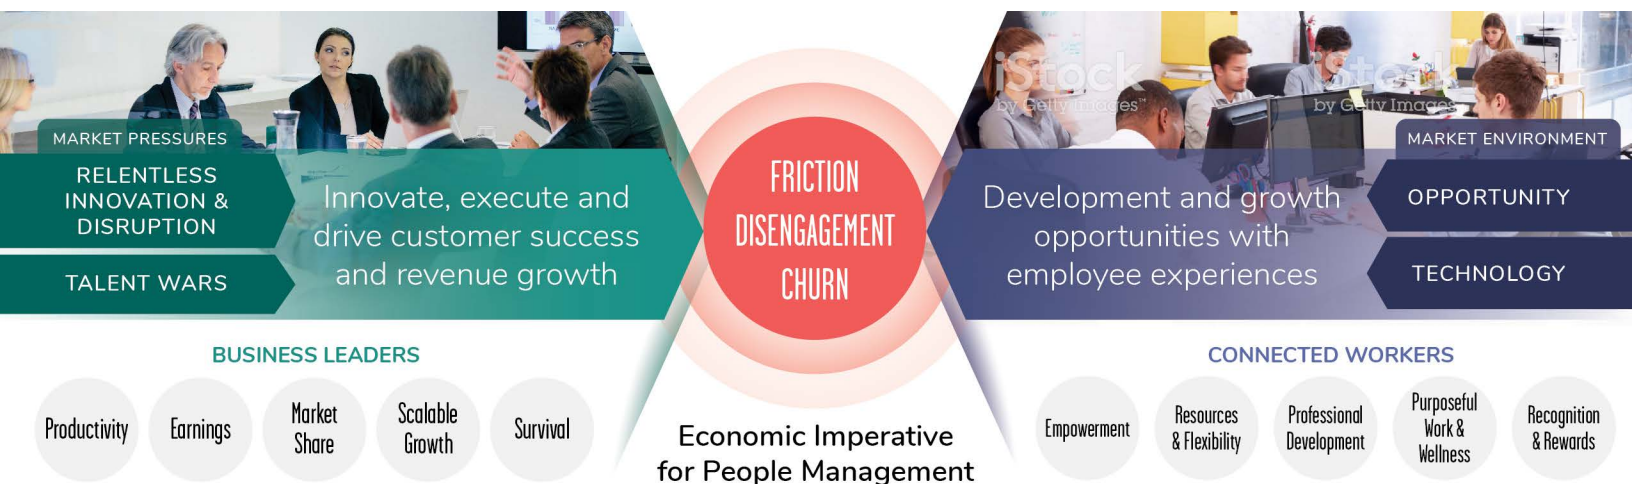 MARKET PRESSURES
RELENTLESS
INNOVATION &
DISRUPTION
TALENT WARS
Innovate, execute and
drive customer success
and revenue growth
FRICTION
DISENGAGEMENT
CHURN
iStock
by Getty Images™
iStock
by Getty Images
Development and growth
opportunities with
employee experiences
MARKET ENVIRONMENT
OPPORTUNITY
TECHNOLOGY
BUSINESS LEADERS
Productivity
Earnings
Market
Share
Scalable
Growth
Survival
Economic Imperative
for People Management
CONNECTED WORKERS
Empowerment
Resources
& Flexibility
Professional
Development
Purposeful
Work &
Wellness
Recognition
& Rewards